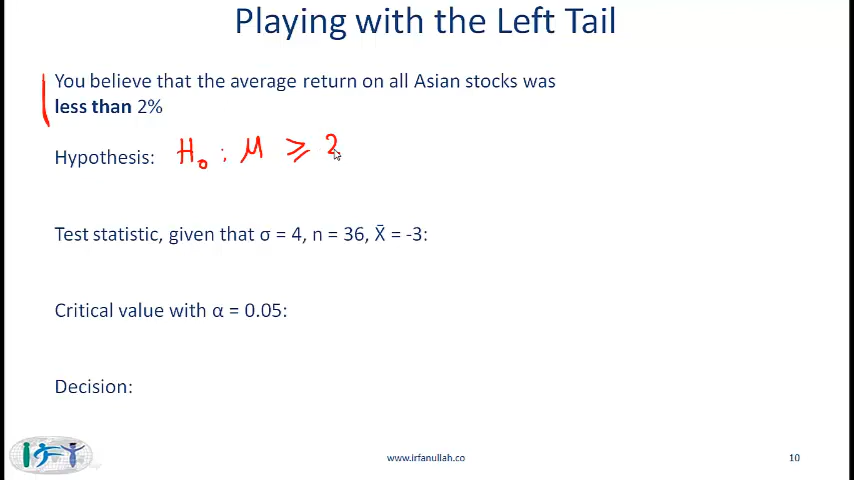 Playing with the Left Tail
You believe that the average return on all Asian stocks was
less than 2%
Hypothesis: H₀ : μ ≥ 2
Test statistic, given that σ = 4, n = 36, X̄ = -3:
Critical value with α = 0.05:
Decision:
www.irfanullah.co
10